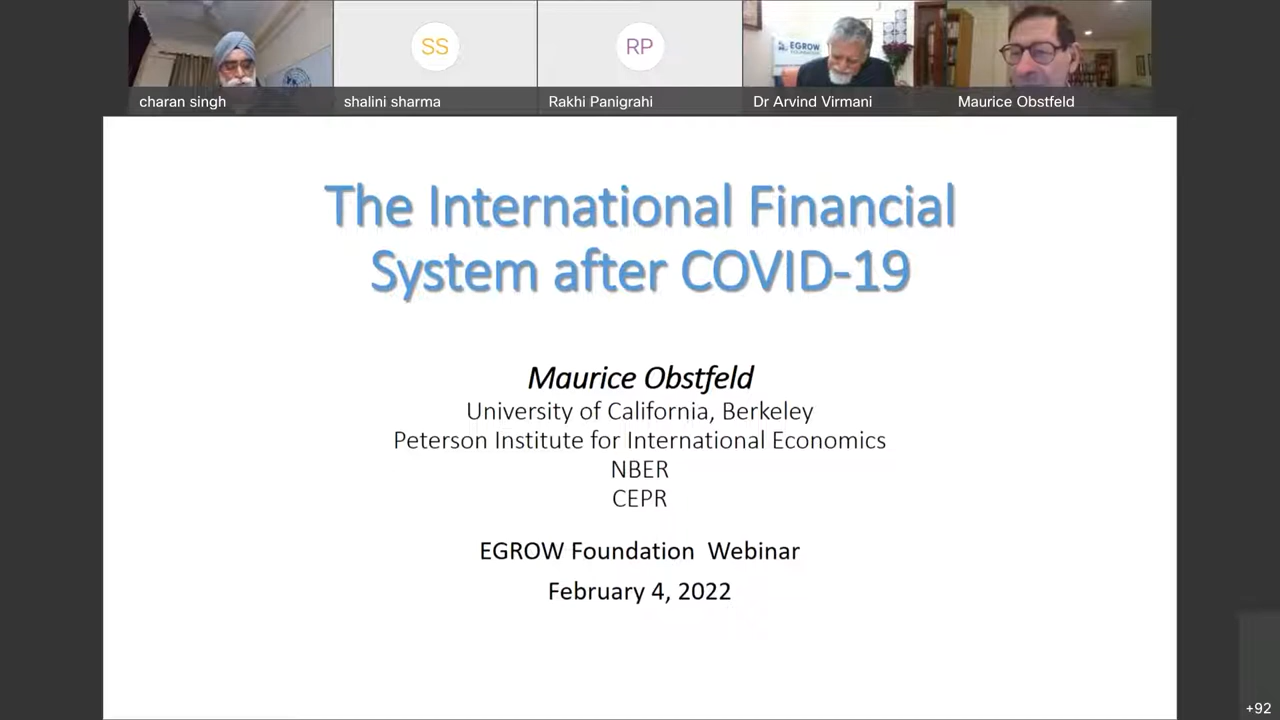 SS
RP
EGROW
FOUNDATION
charan singh
shalini sharma
Rakhi Panigrahi
Dr Arvind Virmani
Maurice Obstfeld
The International Financial
System after COVID-19
Maurice Obstfeld
University of California, Berkeley
Peterson Institute for International Economics
NBER
CEPR
EGROW Foundation Webinar
February 4, 2022
+92